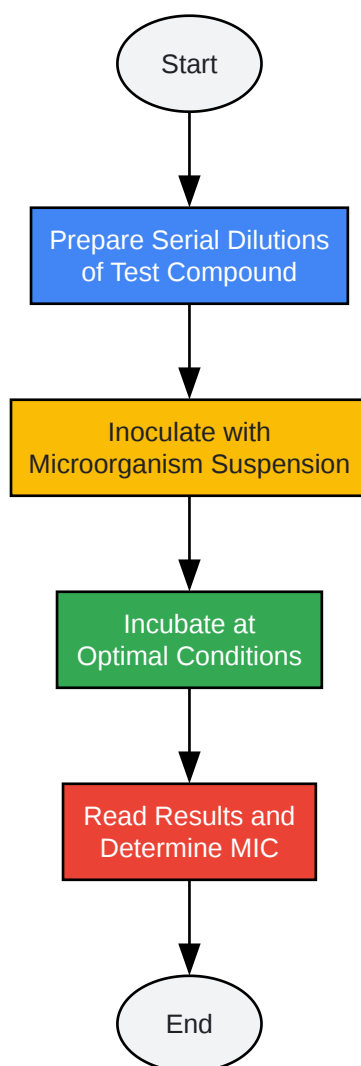 Start
Prepare Serial Dilutions
of Test Compound
Inoculate with
Microorganism Suspension
Incubate at
Optimal Conditions
Read Results and
Determine MIC
End